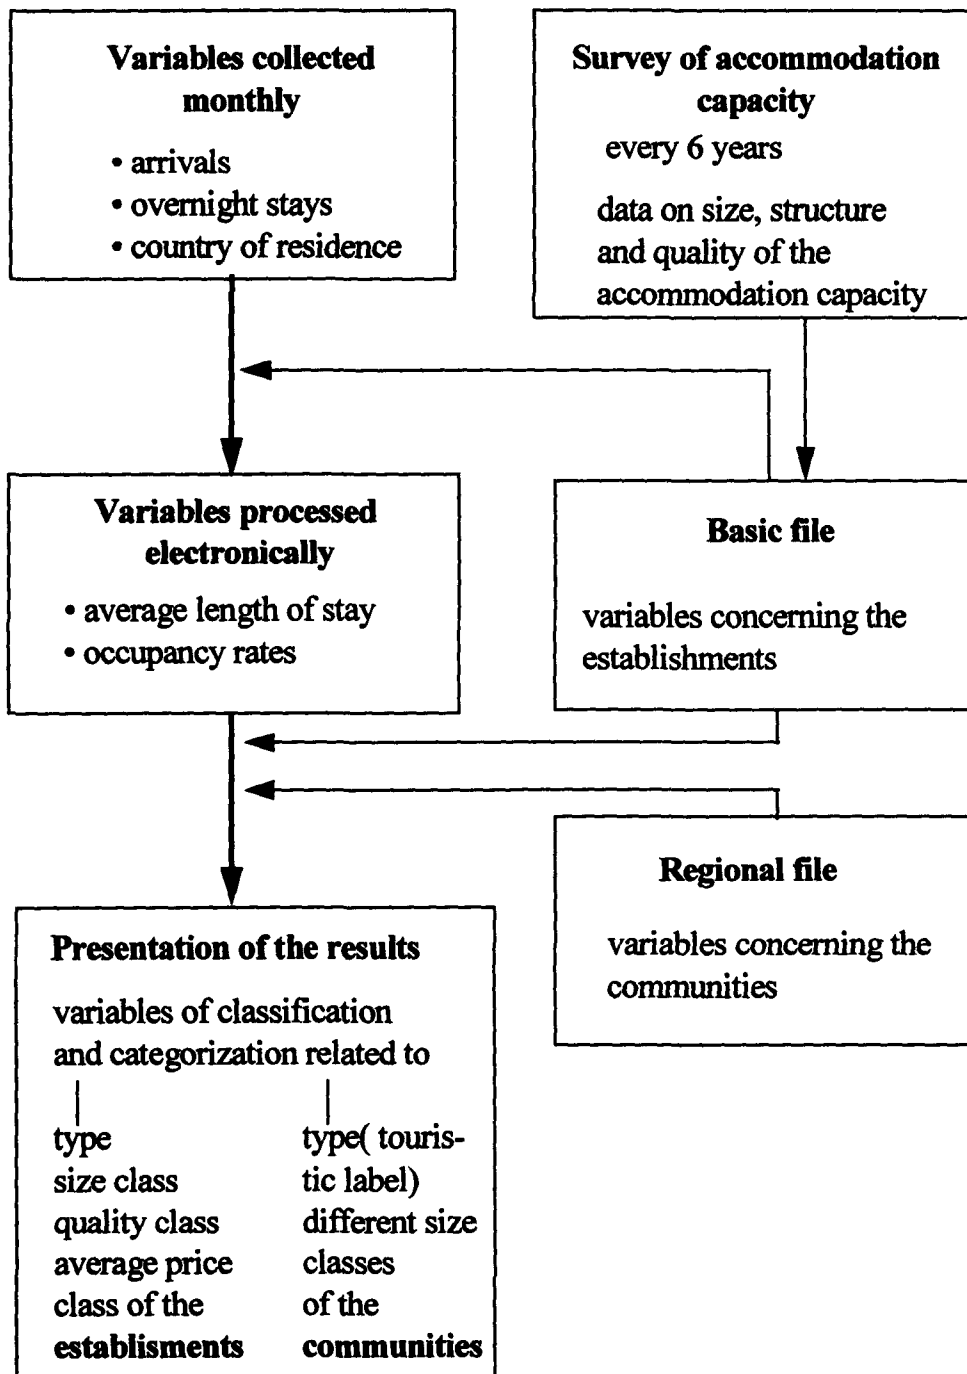 Variables collected
monthly
• arrivals
• overnight stays
• country of residence
Survey of accommodation
capacity
every 6 years
data on size, structure
and quality of the
accommodation capacity
Variables processed
electronically
• average length of stay
• occupancy rates
Basic file
variables concerning the
establishments
Regional file
variables concerning the
communities
Presentation of the results
variables of classification
and categorization related to
type
size class
quality class
average price
class of the
establisments
type( touris-
tic label)
different size
classes
of the
communities